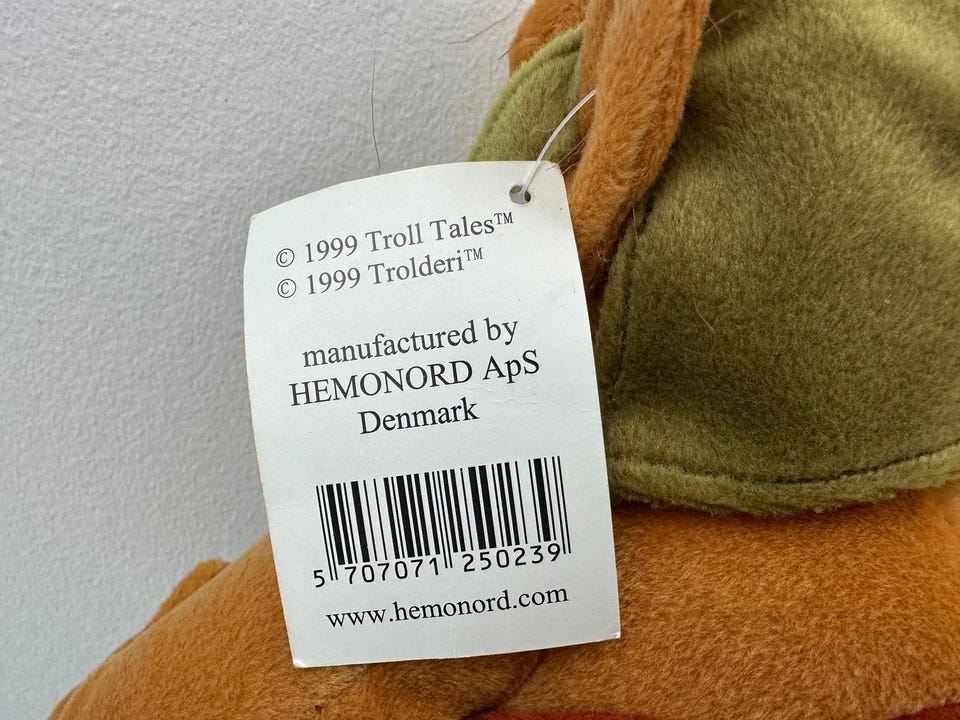 © 1999 Troll Tales™
© 1999 Trolderi™
manufactured by
HEMONORD ApS
Denmark
5 707071 250239
www.hemonord.com